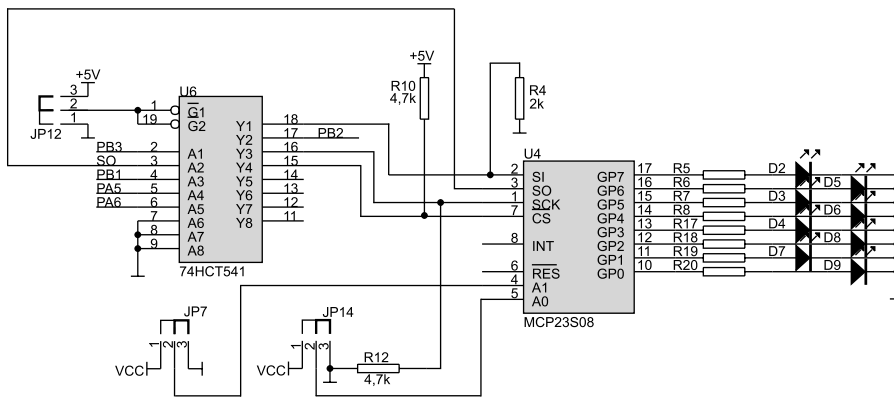 +5V
3
2
1
JP12
U6
G1
G2
1
19
PB3
SO
PB1
PA5
PA6
2
3
4
5
6
7
8
9
A1
A2
A3
A4
A5
A6
A7
A8
Y1
Y2
Y3
Y4
Y5
Y6
Y7
Y8
18
17
16
15
14
13
12
11
PB2
74HCT541
+5V
R10
4,7k
R4
2k
U4
2
3
1
7
8
6
4
5
SI
SO
SCK
CS
INT
RES
A1
A0
GP7
GP6
GP5
GP4
GP3
GP2
GP1
GP0
17
16
15
14
13
12
11
10
R5
R6
R7
R8
R17
R18
R19
R20
D2
D5
D3
D6
D4
D8
D7
D9
MCP23S08
JP7
1
2
3
VCC
JP14
1
2
3
VCC
R12
4,7k